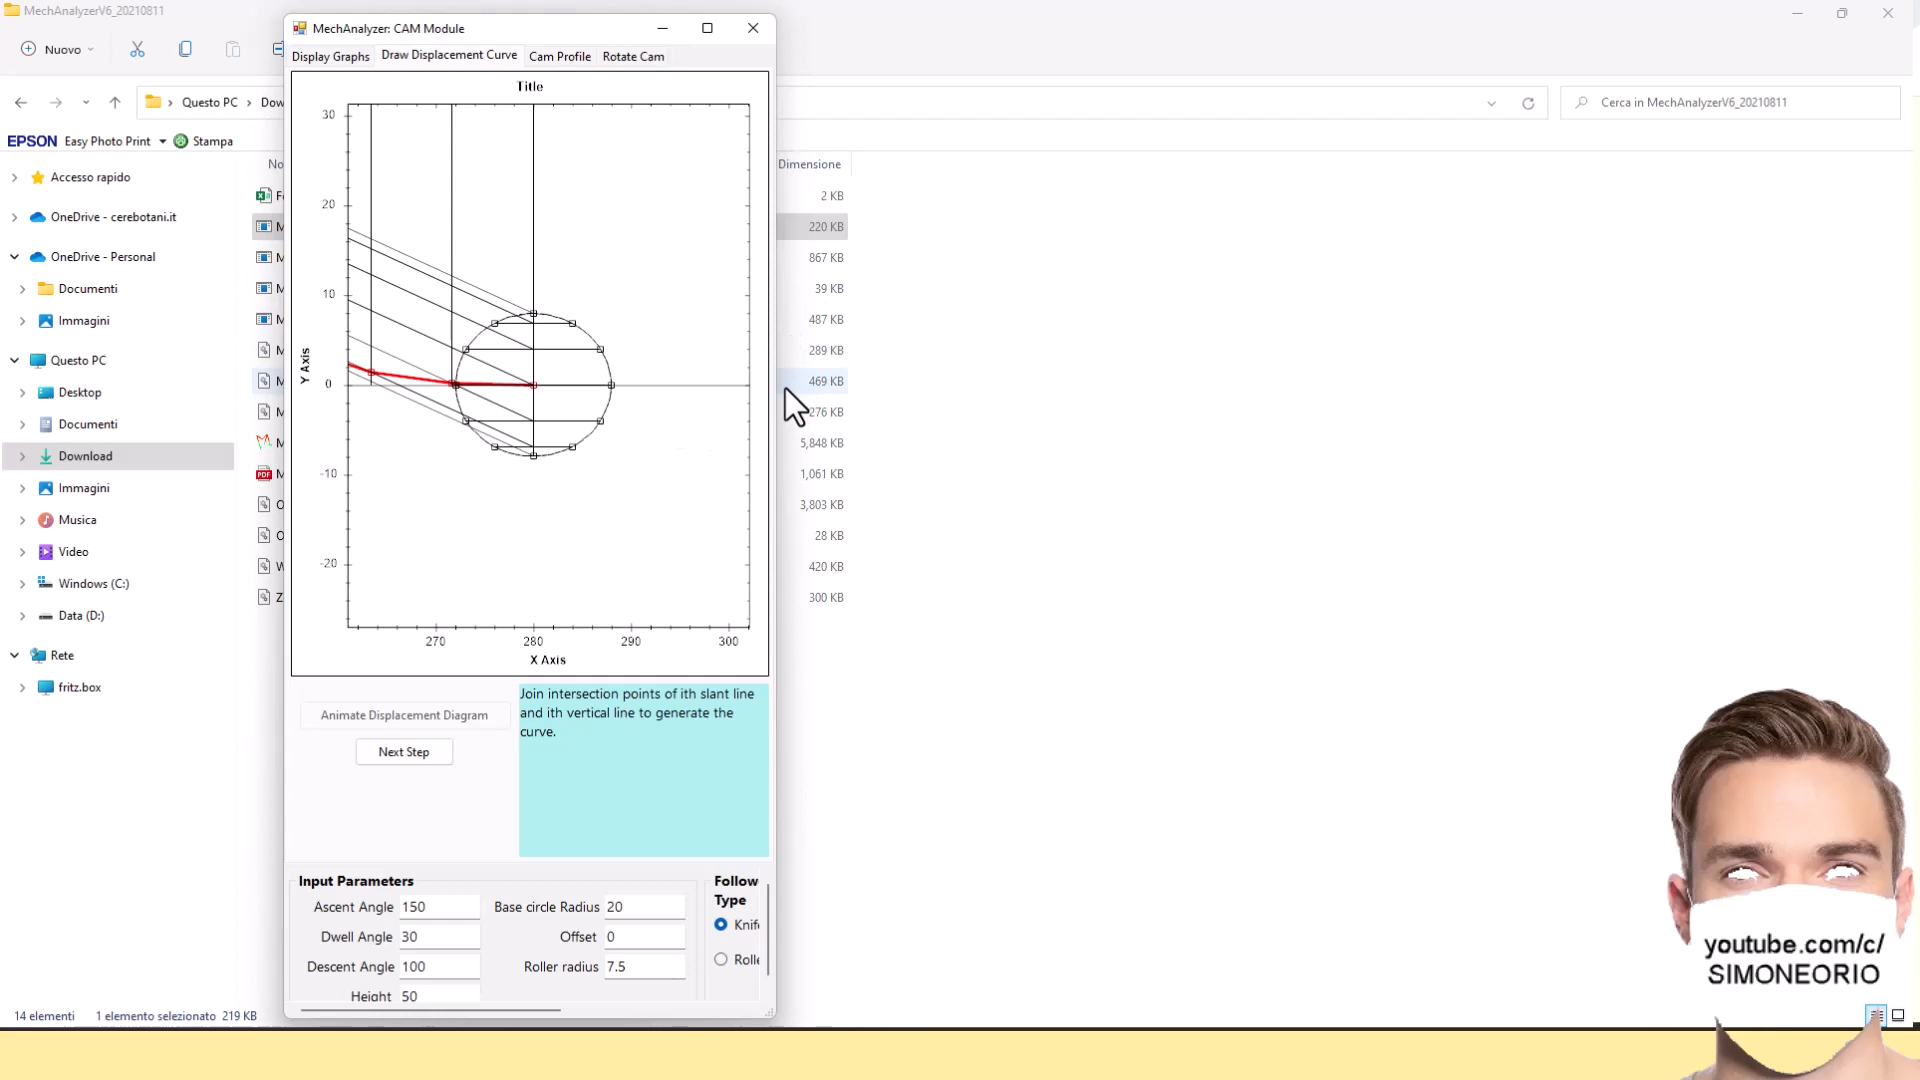 MechAnalyzerV6_20210811
Nuovo
Questo PC
Dow
Cerca in MechAnalyzerV6_20210811
EPSON Easy Photo Print Stampa
Accesso rapido
OneDrive - cerebotani.it
OneDrive - Personal
Documenti
Immagini
Questo PC
Desktop
Documenti
Download
Immagini
Musica
Video
Windows (C:)
Data (D:)
Rete
fritz.box
14 elementi
1 elemento selezionato 219 KB
No
Dimensione
2 KB
220 KB
867 KB
39 KB
487 KB
289 KB
469 KB
276 KB
5,848 KB
1,061 KB
3,803 KB
28 KB
420 KB
300 KB
MechAnalyzer: CAM Module
Display Graphs
Draw Displacement Curve
Cam Profile
Rotate Cam
Title
30
20
10
0
-10
-20
Y Axis
270
280
290
300
X Axis
Animate Displacement Diagram
Next Step
Join intersection points of ith slant line
and ith vertical line to generate the
curve.
Input Parameters
Ascent Angle 150
Base circle Radius 20
Dwell Angle 30
Offset 0
Descent Angle 100
Roller radius 7.5
Height 50
Follow
Type
Knif
Rolle
youtube.com/c/
SIMONEORIO